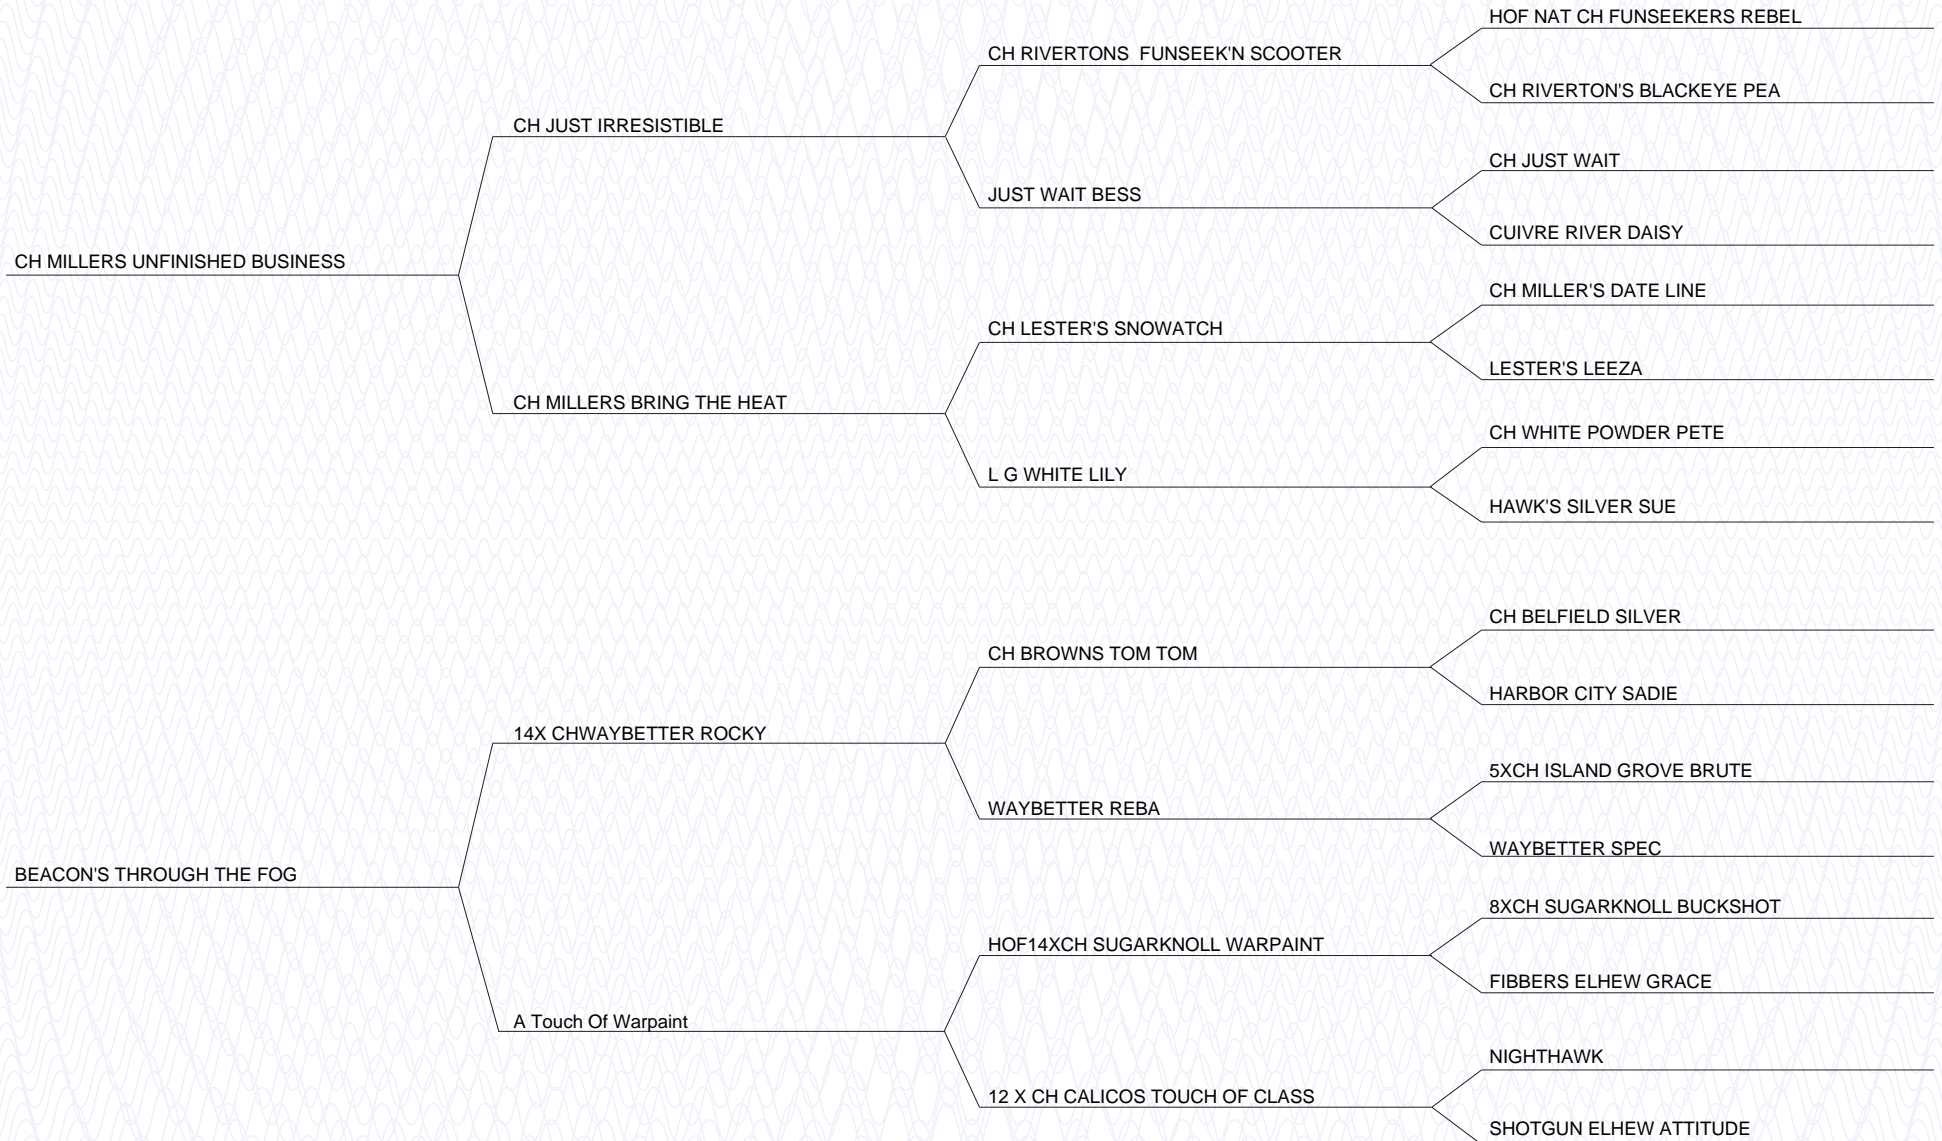 HOF NAT CH FUNSEEKERS REBEL
CH RIVERTONS  FUNSEEK'N SCOOTER
CH RIVERTON'S BLACKEYE PEA
CH JUST IRRESISTIBLE
CH JUST WAIT
JUST WAIT BESS
CUIVRE RIVER DAISY
CH MILLERS UNFINISHED BUSINESS
CH MILLER'S DATE LINE
CH LESTER'S SNOWATCH
LESTER'S LEEZA
CH MILLERS BRING THE HEAT
CH WHITE POWDER PETE
L G WHITE LILY
HAWK'S SILVER SUE
CH BELFIELD SILVER
CH BROWNS TOM TOM
HARBOR CITY SADIE
14X CHWAYBETTER ROCKY
5XCH ISLAND GROVE BRUTE
WAYBETTER REBA
WAYBETTER SPEC
BEACON'S THROUGH THE FOG
8XCH SUGARKNOLL BUCKSHOT
HOF14XCH SUGARKNOLL WARPAINT
FIBBERS ELHEW GRACE
A Touch Of Warpaint
NIGHTHAWK
12 X CH CALICOS TOUCH OF CLASS
SHOTGUN ELHEW ATTITUDE